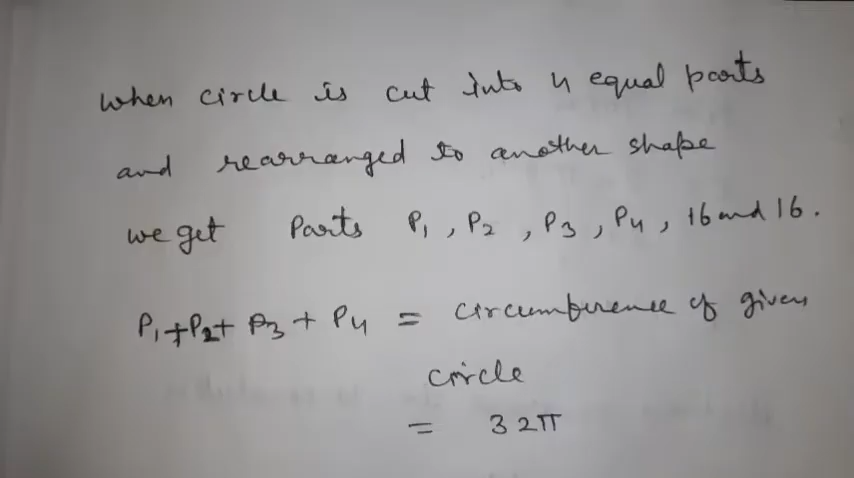 when circle is cut into 4 equal parts
and rearranged to another shape
we get Parts P₁, P₂, P₃, P₄, 16 and 16.
P₁+P₂+P₃+P₄ = circumference of given
circle
= 32π